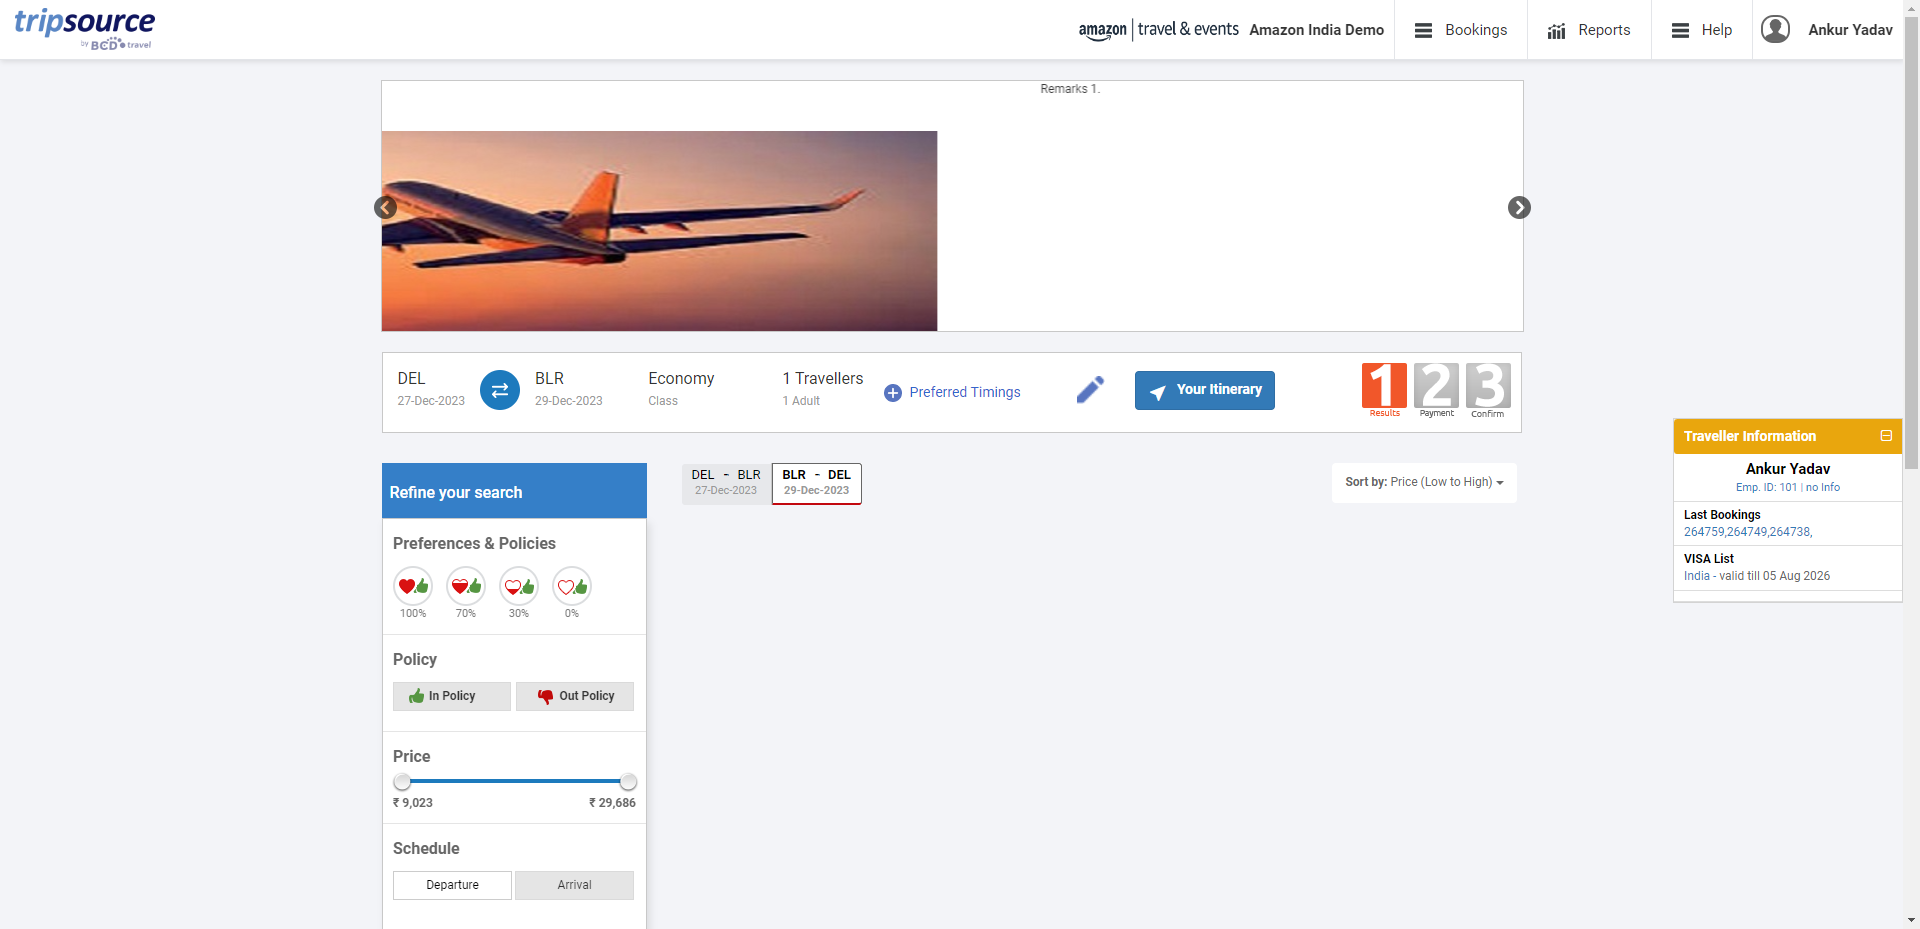 tripsource
by BCD travel
amazon | travel & events Amazon India Demo
Bookings
Reports
Help
Ankur Yadav
Remarks 1.
DEL
27-Dec-2023
BLR
29-Dec-2023
Economy
Class
1 Travellers
1 Adult
Preferred Timings
Your Itinerary
1 2 3
Results Payment Confirm
Traveller Information
Ankur Yadav
Emp. ID: 101 | no Info
Last Bookings
264759,264749,264738,
VISA List
India - valid till 05 Aug 2026
Refine your search
DEL - BLR
27-Dec-2023
BLR - DEL
29-Dec-2023
Sort by: Price (Low to High)
Preferences & Policies
100% 70% 30% 0%
Policy
In Policy Out Policy
Price
₹ 9,023 ₹ 29,686
Schedule
Departure Arrival